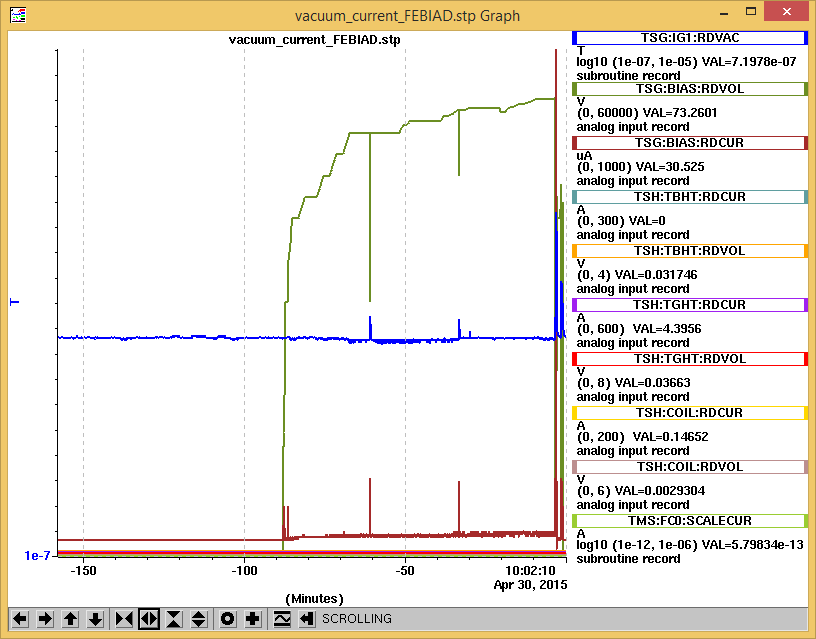 vacuum_current_FEBIAD.stp Graph
vacuum_current_FEBIAD.stp
T
1e-7
-150
-100
-50
10:02:10
Apr 30, 2015
(Minutes)
TSG:IG1:RDVAC
T
log10 (1e-07, 1e-05) VAL=7.1978e-07
subroutine record
TSG:BIAS:RDVOL
V
(0, 60000) VAL=73.2601
analog input record
TSG:BIAS:RDCUR
uA
(0, 1000) VAL=30.525
analog input record
TSH:TBHT:RDCUR
A
(0, 300) VAL=0
analog input record
TSH:TBHT:RDVOL
V
(0, 4) VAL=0.031746
analog input record
TSH:TGHT:RDCUR
A
(0, 600) VAL=4.3956
analog input record
TSH:TGHT:RDVOL
V
(0, 8) VAL=0.03663
analog input record
TSH:COIL:RDCUR
A
(0, 200) VAL=0.14652
analog input record
TSH:COIL:RDVOL
V
(0, 6) VAL=0.0029304
analog input record
TMS:FC0:SCALECUR
A
log10 (1e-12, 1e-06) VAL=5.79834e-13
subroutine record
SCROLLING